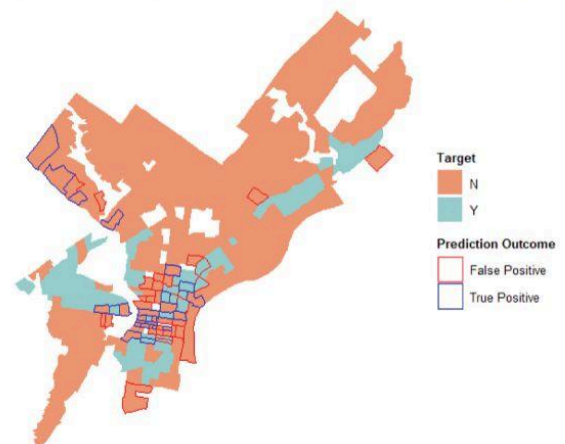 Target
N
Y
Prediction Outcome
False Positive
True Positive